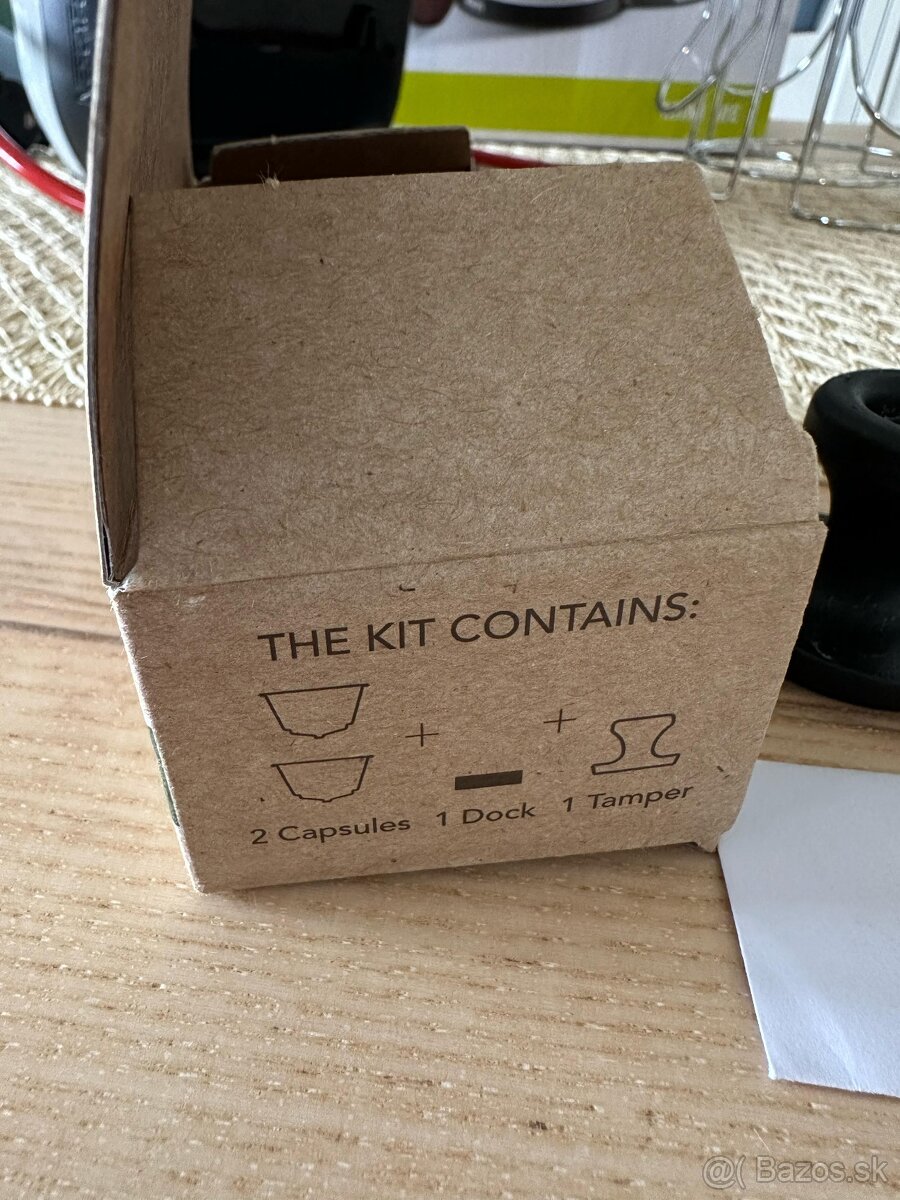 THE KIT CONTAINS:
+ +
2 Capsules 1 Dock 1 Tamper
@( Bazos.sk